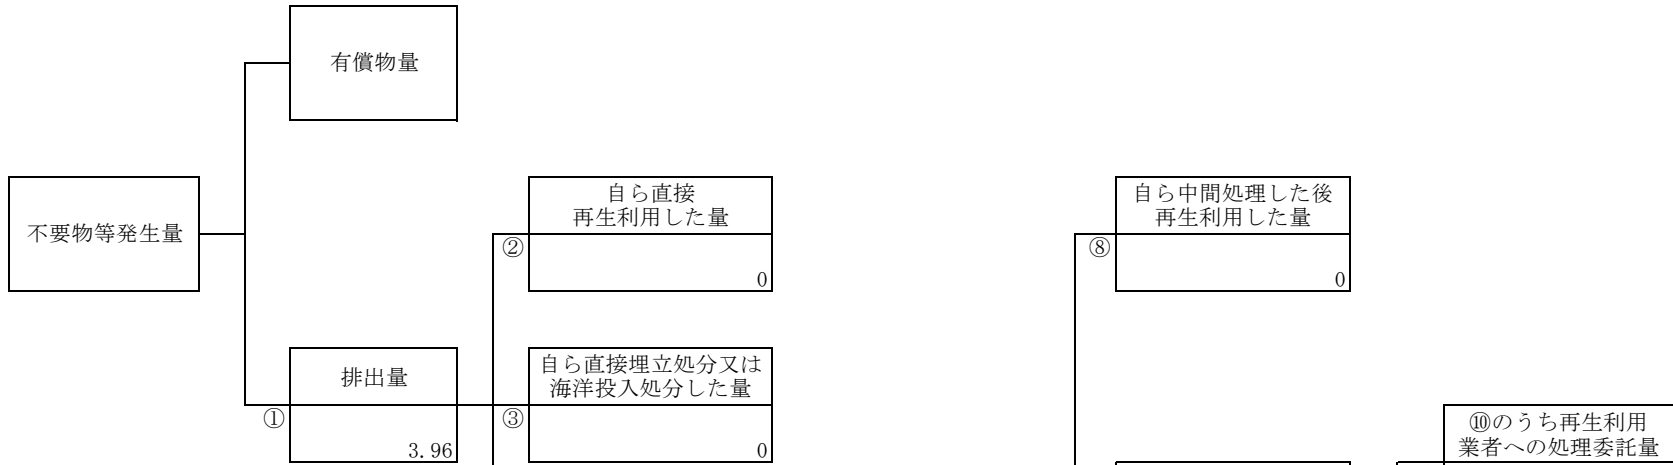 有償物量
不要物等発生量
自ら直接
再生利用した量
②
0
自ら中間処理した後
再生利用した量
⑧
0
排出量
①
3.96
自ら直接埋立処分又は
海洋投入処分した量
③
0
⑩のうち再生利用
業者への処理委託量